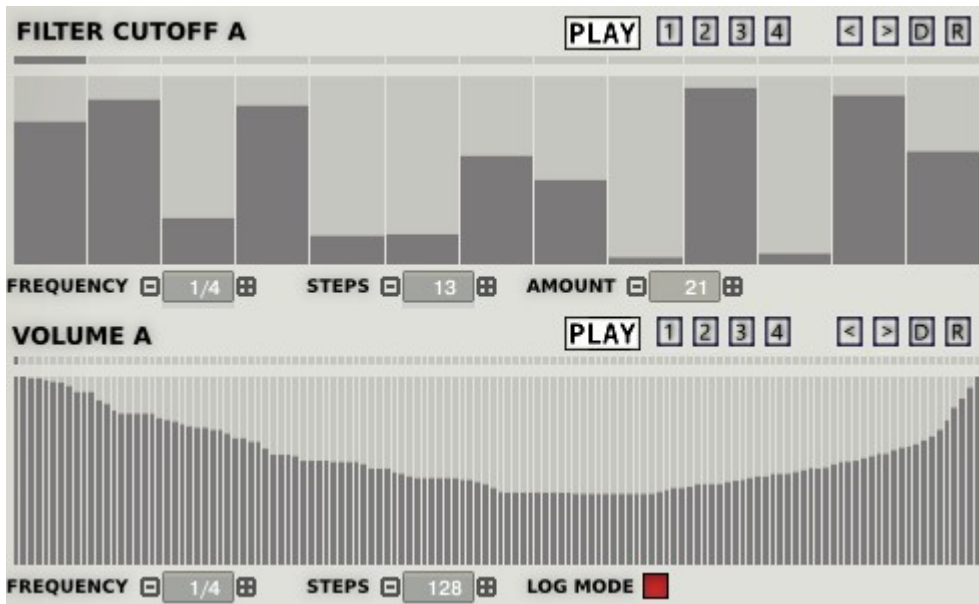 FILTER CUTOFF A PLAY 1 2 3 4 < > D R
FREQUENCY - 1/4 + STEPS - 13 + AMOUNT - 21 +
VOLUME A PLAY 1 2 3 4 < > D R
FREQUENCY - 1/4 + STEPS - 128 + LOG MODE